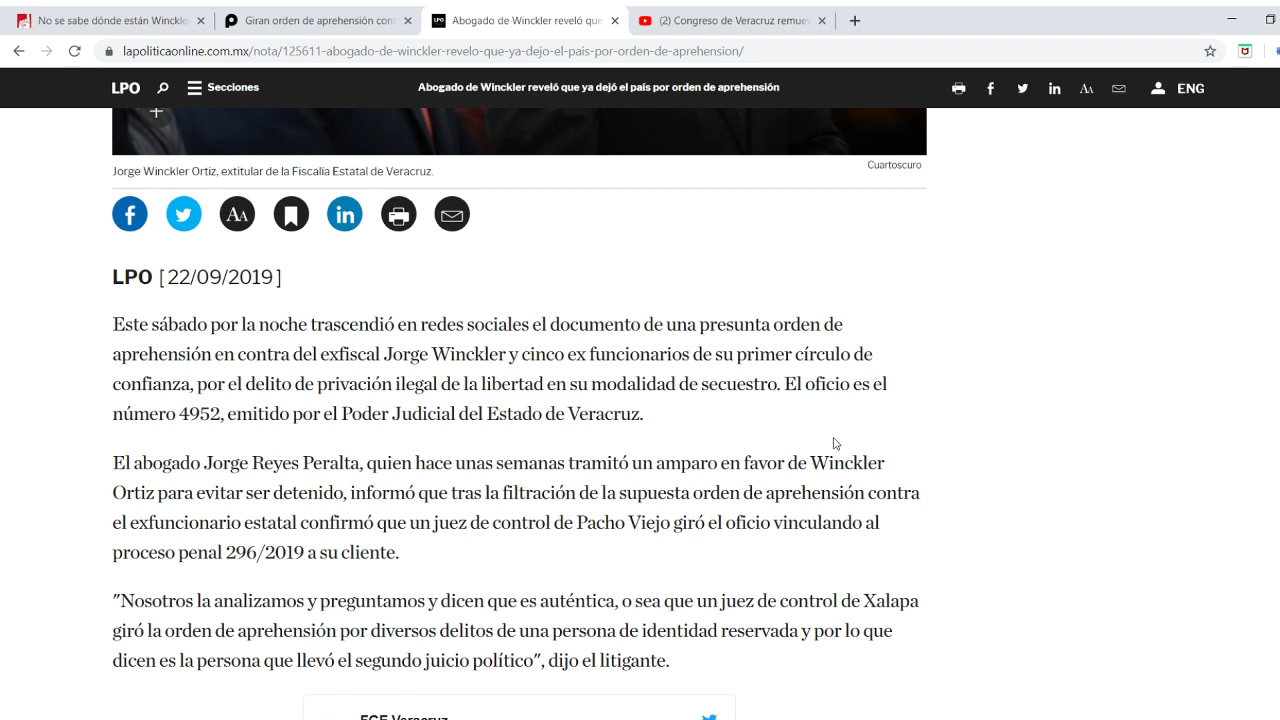 No se sabe dónde están Winckle
Giran orden de aprehensión con
Abogado de Winckler reveló qu
(2) Congreso de Veracruz remue
lapoliticaonline.com.mx/nota/125611-abogado-de-winckler-revelo-que-ya-dejo-el-pais-por-orden-de-aprehension/
LPO Secciones Abogado de Winckler reveló que ya dejó el país por orden de aprehensión ENG
Cuartoscuro
Jorge Winckler Ortiz, extitular de la Fiscalía Estatal de Veracruz.
LPO [22/09/2019]
Este sábado por la noche trascendió en redes sociales el documento de una presunta orden de
aprehensión en contra del exfiscal Jorge Winckler y cinco ex funcionarios de su primer círculo de
confianza, por el delito de privación ilegal de la libertad en su modalidad de secuestro. El oficio es el
número 4952, emitido por el Poder Judicial del Estado de Veracruz.
El abogado Jorge Reyes Peralta, quien hace unas semanas tramitó un amparo en favor de Winckler
Ortiz para evitar ser detenido, informó que tras la filtración de la supuesta orden de aprehensión contra
el exfuncionario estatal confirmó que un juez de control de Pacho Viejo giró el oficio vinculando al
proceso penal 296/2019 a su cliente.
"Nosotros la analizamos y preguntamos y dicen que es auténtica, o sea que un juez de control de Xalapa
giró la orden de aprehensión por diversos delitos de una persona de identidad reservada y por lo que
dicen es la persona que llevó el segundo juicio político", dijo el litigante.
FGE Veracruz